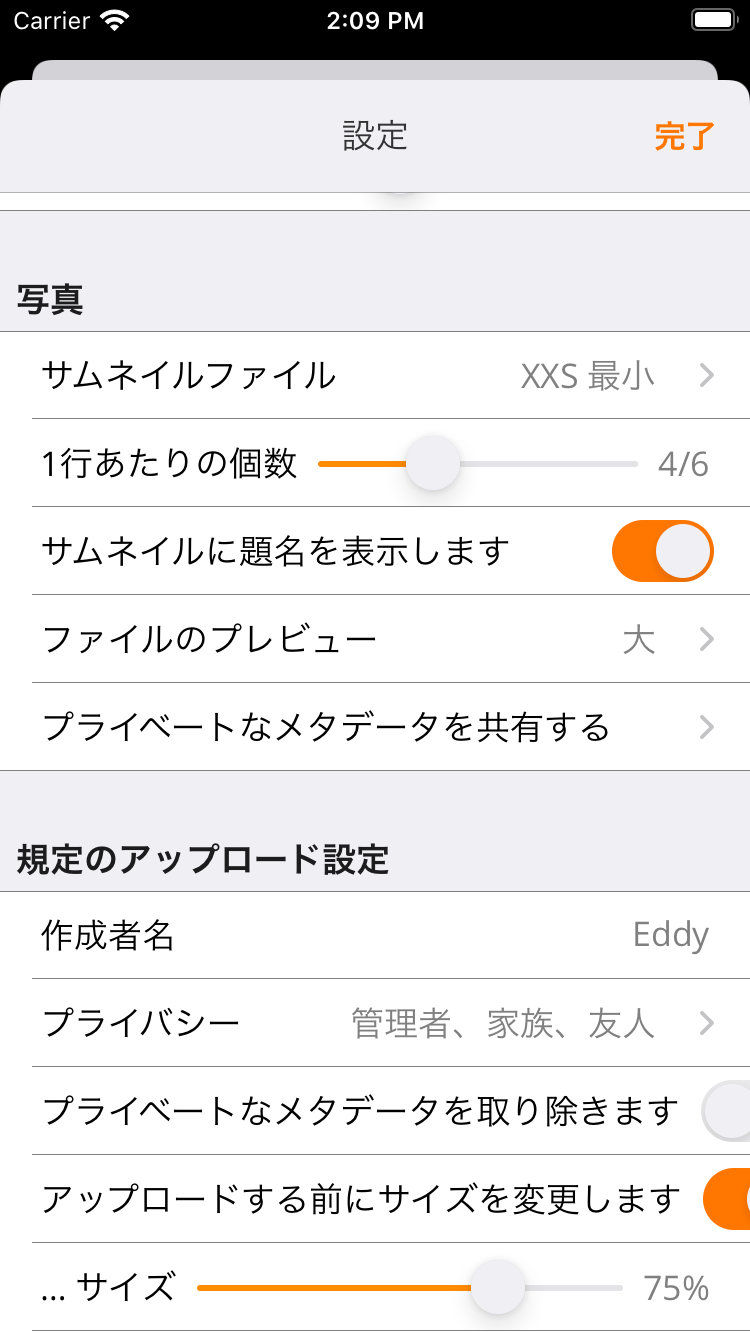 Carrier 2:09 PM
設定 完了
写真
サムネイルファイル XXS 最小
1行あたりの個数 4/6
サムネイルに題名を表示します
ファイルのプレビュー 大
プライベートなメタデータを共有する
規定のアップロード設定
作成者名 Eddy
プライバシー 管理者、家族、友人
プライベートなメタデータを取り除きます
アップロードする前にサイズを変更します
... サイズ 75%